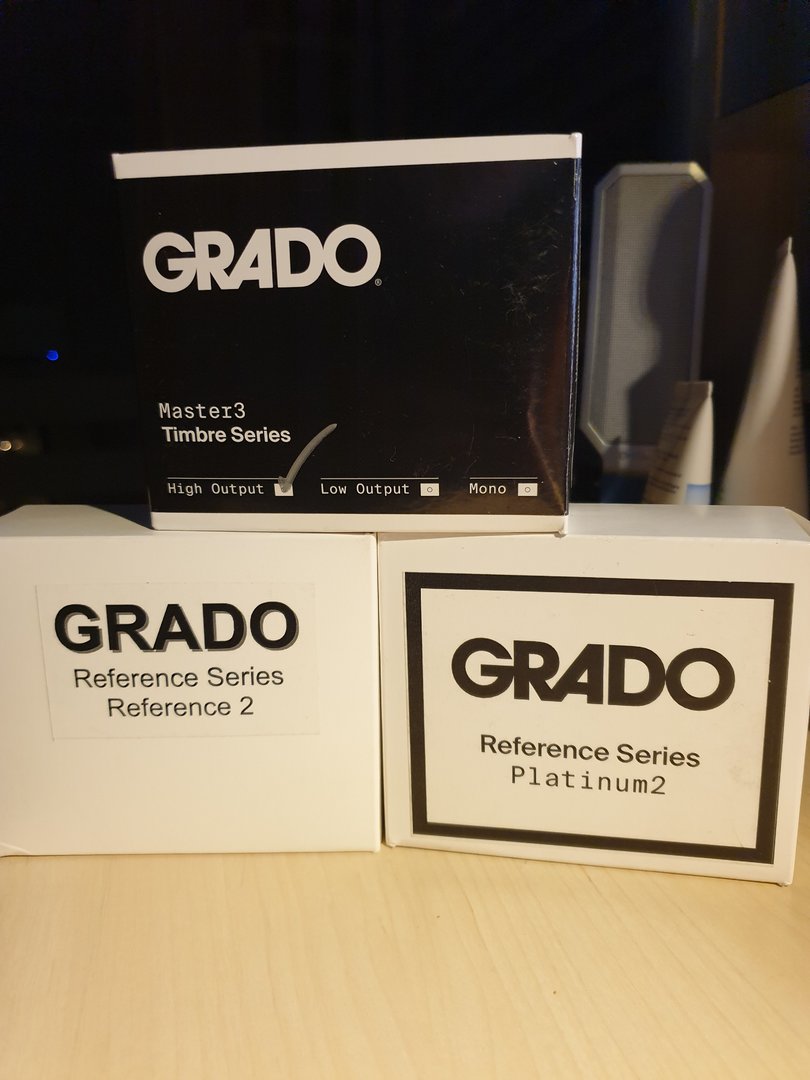 GRADO®
Master3
Timbre Series
High Output
Low Output
Mono
GRADO
Reference Series
Reference 2
GRADO
Reference Series
Platinum2